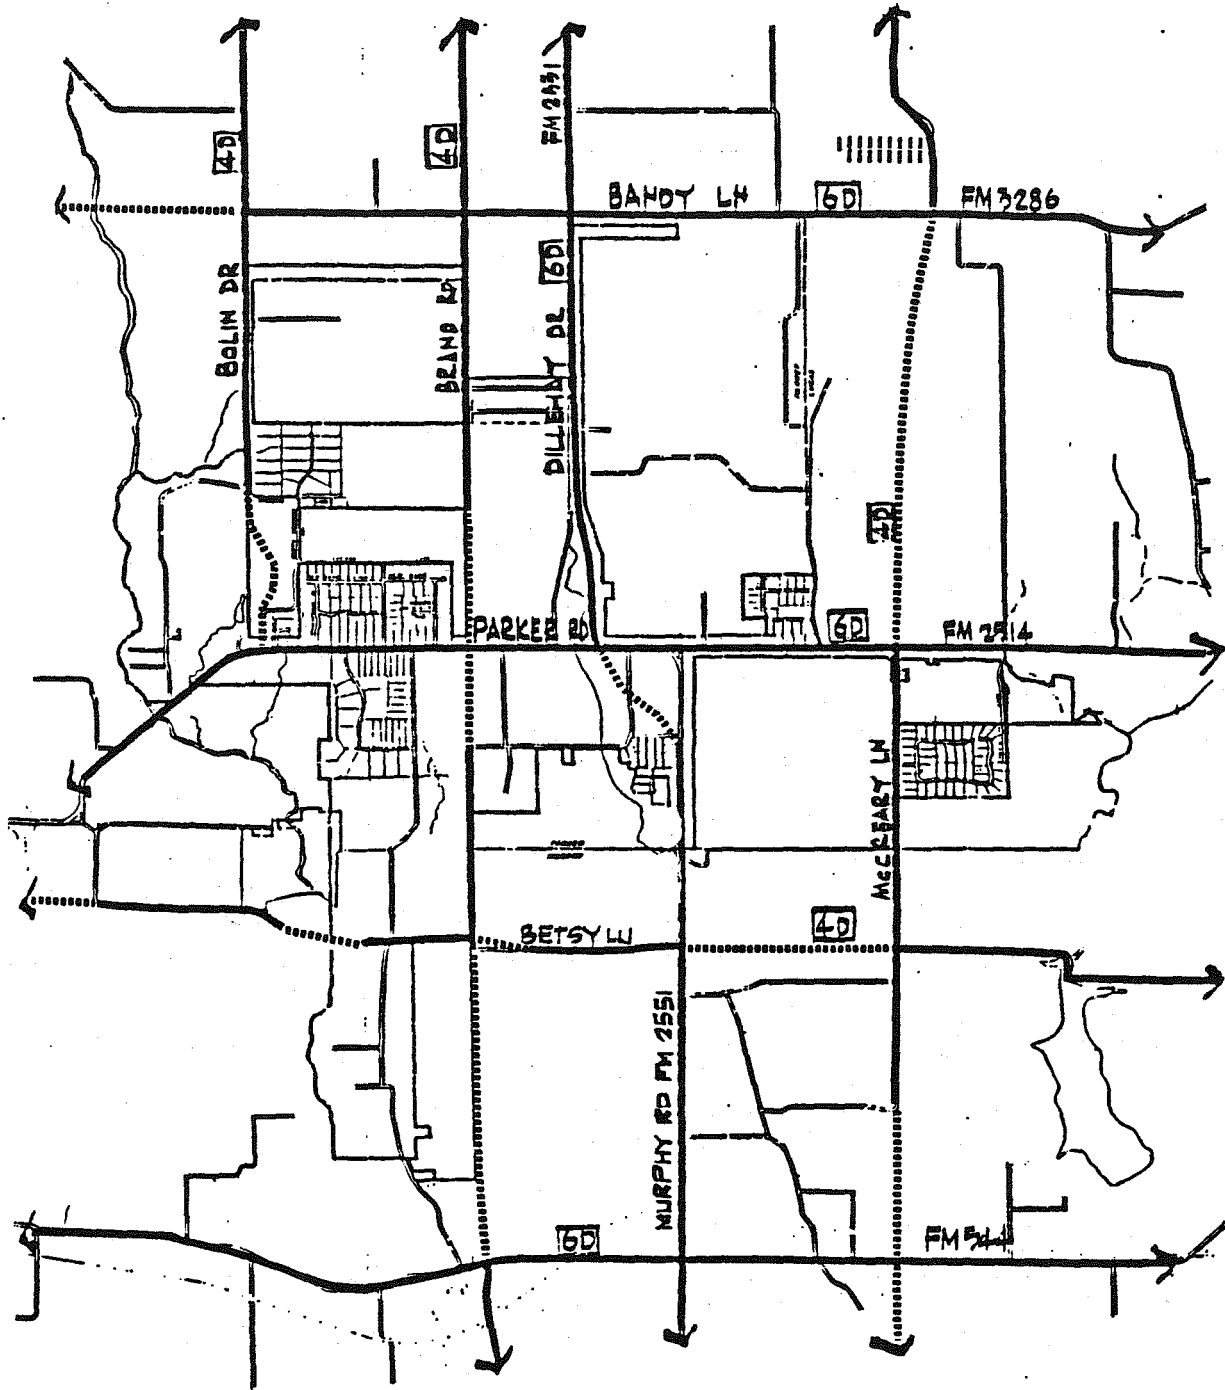 FM 2551
4D
4D
BANDY LN
6D
FM 3286
BOLIN DR
BRAND RD
6D
DILLEHAY DR
4D
PARKER RD
6D
FM 2514
McCREARY LN
BETSY LN
4D
MURPHY RD FM 2551
6D
FM 544